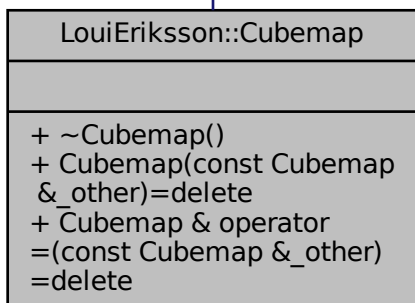 LouiEriksson::Cubemap
+ ~Cubemap()
+ Cubemap(const Cubemap
&_other)=delete
+ Cubemap & operator
=(const Cubemap &_other)
=delete